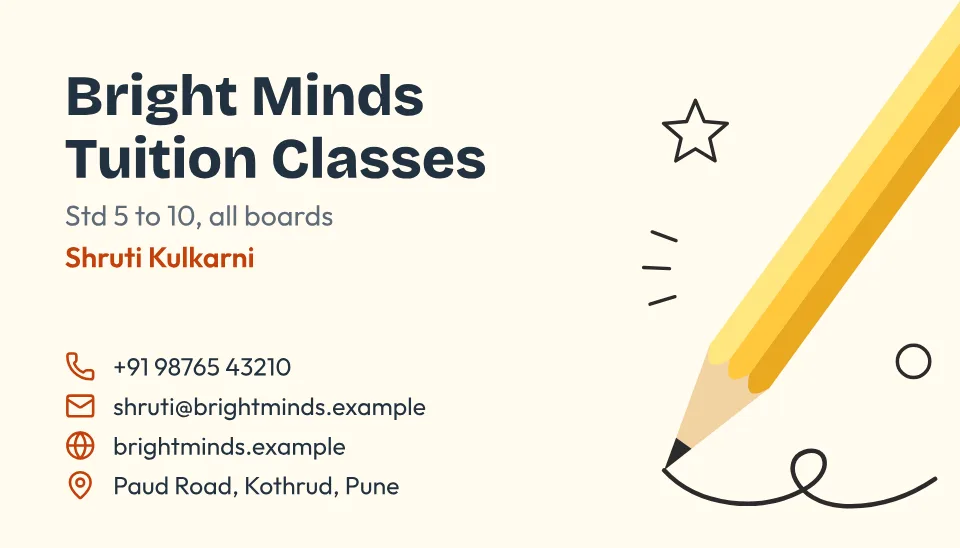 Bright Minds
Tuition Classes
Std 5 to 10, all boards
Shruti Kulkarni
+91 98765 43210
shruti@brightminds.example
brightminds.example
Paud Road, Kothrud, Pune